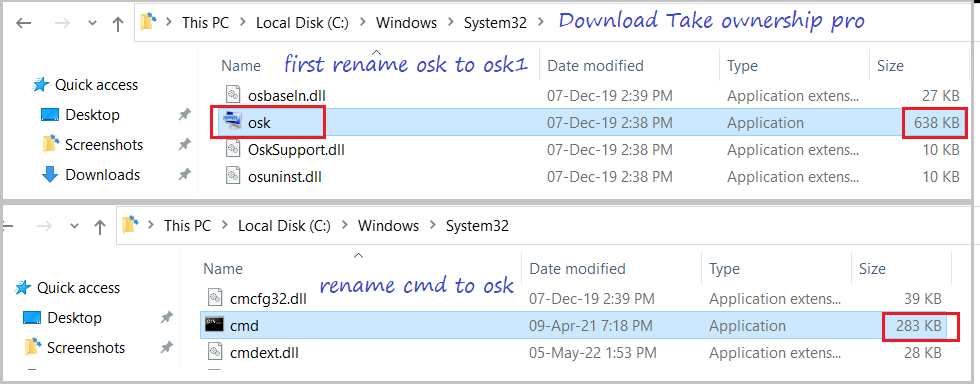 This PC > Local Disk (C:) > Windows > System32 > Download Take ownership pro
Name first rename osk to osk1 Date modified Type Size
Quick access
osbaseln.dll 07-Dec-19 2:39 PM Application extens... 27 KB
Desktop
osk 07-Dec-19 2:38 PM Application 638 KB
Screenshots
OskSupport.dll 07-Dec-19 2:38 PM Application extens... 10 KB
Downloads
osuninst.dll 07-Dec-19 2:38 PM Application extens... 10 KB
This PC > Local Disk (C:) > Windows > System32
Name rename cmd to osk Date modified Type Size
Quick access
cmcfg32.dll 07-Dec-19 2:39 PM Application extens... 39 KB
Desktop
cmd 09-Apr-21 7:18 PM Application 283 KB
Screenshots
cmdext.dll 05-May-22 1:53 PM Application extens... 28 KB